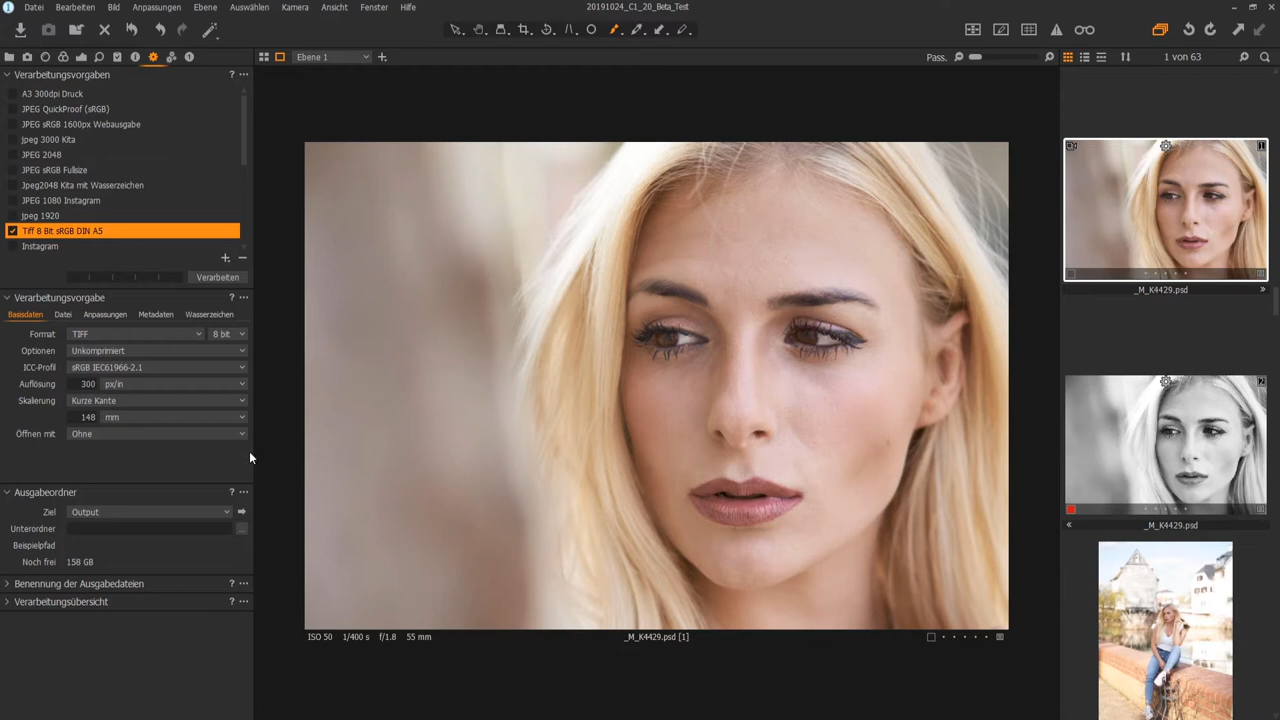 Datei Bearbeiten Bild Anpassungen Ebene Auswählen Kamera Ansicht Fenster Hilfe
20191024_C1_20_Beta_Test
Ebene 1
Pass.
1 von 63
Verarbeitungsvorgaben ? ...
A3 300dpi Druck
JPEG QuickProof (sRGB)
JPEG sRGB 1600px Webausgabe
jpeg 3000 Kita
JPEG 2048
JPEG sRGB Fullsize
Jpeg2048 Kita mit Wasserzeichen
JPEG 1080 Instagram
jpeg 1920
Tiff 8 Bit sRGB DIN A5
Instagram
Verarbeiten
Verarbeitungsvorgabe ? ...
Basisdaten Datei Anpassungen Metadaten Wasserzeichen
Format TIFF 8 bit
Optionen Unkomprimiert
ICC-Profil sRGB IEC61966-2.1
Auflösung 300 px/in
Skalierung Kurze Kante
148 mm
Öffnen mit Ohne
Ausgabeordner ? ...
Ziel Output
Unterordner ...
Beispielpfad
Noch frei 158 GB
Benennung der Ausgabedateien ? ...
Verarbeitungsübersicht ? ...
ISO 50 1/400 s f/1.8 55 mm
_M_K4429.psd [1]
1
_M_K4429.psd
2
_M_K4429.psd